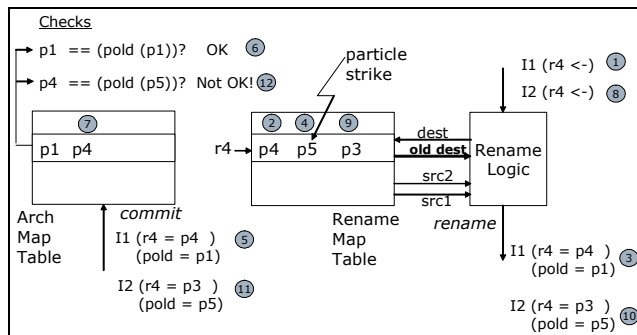 Checks
p1 == (pold (p1))? OK 6
p4 == (pold (p5))? Not OK! 12
particle
strike
I1 (r4 <-) 1
I2 (r4 <-) 8
7
p1 p4
2 4 9
r4
p4 p5 p3
dest
old dest
src2
src1
Rename
Logic
Arch
Map
Table
commit
I1 (r4 = p4 ) 5
(pold = p1)
I2 (r4 = p3 ) 11
(pold = p5)
Rename
Map
Table
rename
I1 (r4 = p4 ) 3
(pold = p1)
I2 (r4 = p3 ) 10
(pold = p5)